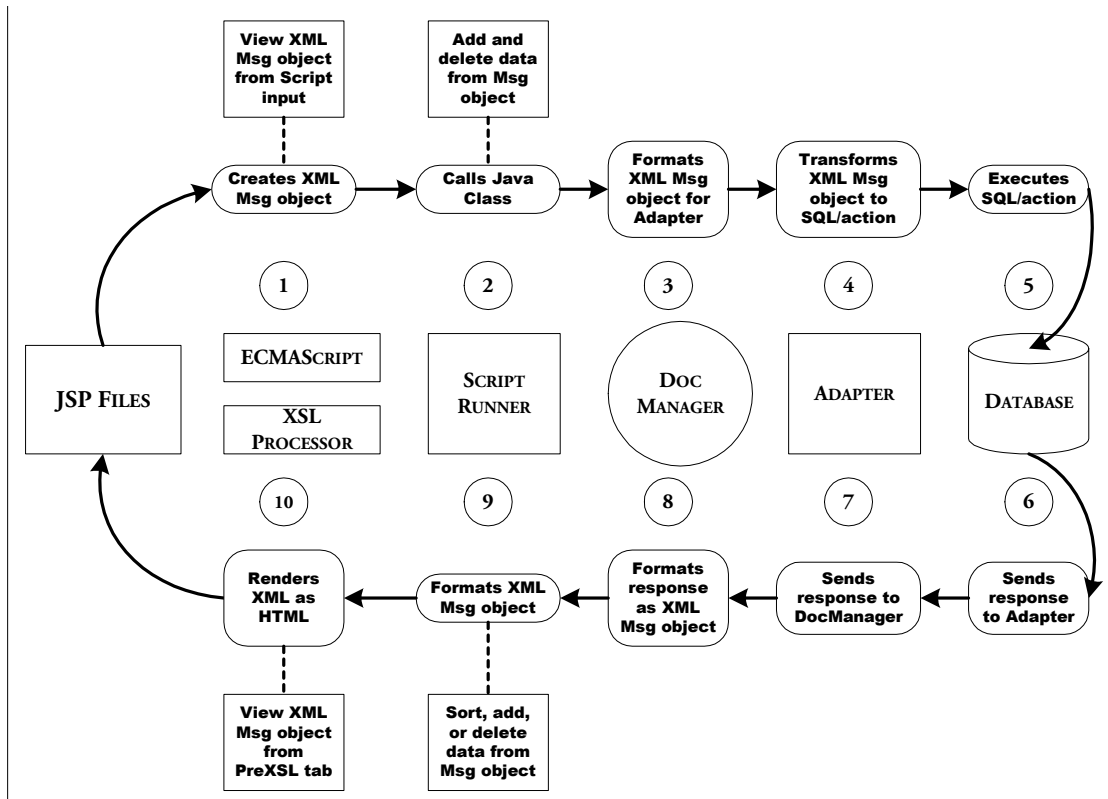 View XML
Msg object
from Script
input
Add and
delete data
from Msg
object
Creates XML
Msg object
Calls Java
Class
Formats
XML Msg
object for
Adapter
Transforms
XML Msg
object to
SQL/action
Executes
SQL/action
1
2
3
4
5
JSP FILES
ECMASCRIPT
XSL
PROCESSOR
SCRIPT
RUNNER
DOC
MANAGER
ADAPTER
DATABASE
10
9
8
7
6
Renders
XML as
HTML
Formats XML
Msg object
Formats
response
as XML
Msg object
Sends
response to
DocManager
Sends
response
to Adapter
View XML
Msg object
from
PreXSL tab
Sort, add,
or delete
data from
Msg object